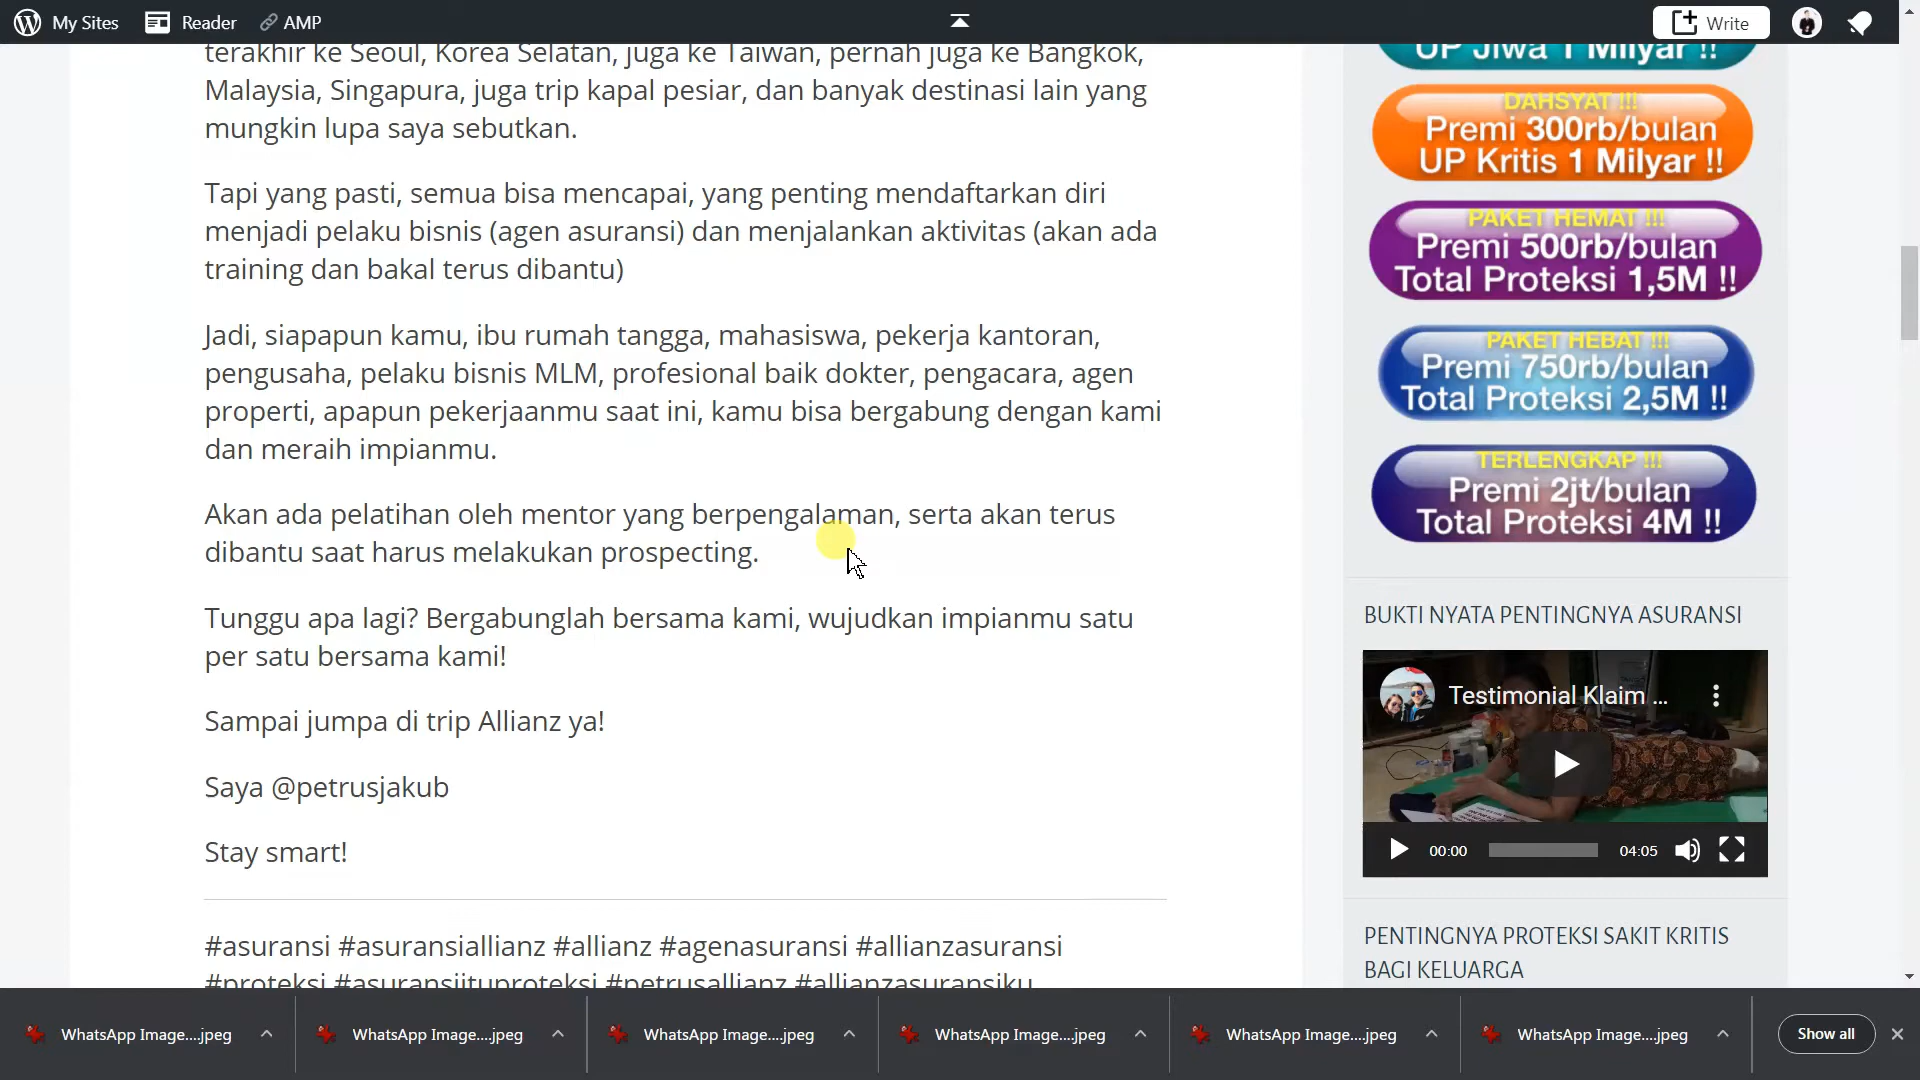 My Sites
Reader
AMP
Write
terakhir ke Seoul, Korea Selatan, juga ke Taiwan, pernah juga ke Bangkok,
Malaysia, Singapura, juga trip kapal pesiar, dan banyak destinasi lain yang
mungkin lupa saya sebutkan.
Tapi yang pasti, semua bisa mencapai, yang penting mendaftarkan diri
menjadi pelaku bisnis (agen asuransi) dan menjalankan aktivitas (akan ada
training dan bakal terus dibantu)
Jadi, siapapun kamu, ibu rumah tangga, mahasiswa, pekerja kantoran,
pengusaha, pelaku bisnis MLM, profesional baik dokter, pengacara, agen
properti, apapun pekerjaanmu saat ini, kamu bisa bergabung dengan kami
dan meraih impianmu.
Akan ada pelatihan oleh mentor yang berpengalaman, serta akan terus
dibantu saat harus melakukan prospecting.
Tunggu apa lagi? Bergabunglah bersama kami, wujudkan impianmu satu
per satu bersama kami!
Sampai jumpa di trip Allianz ya!
Saya @petrusjakub
Stay smart!
#asuransi #asuransiallianz #allianz #agenasuransi #allianzasuransi
#proteksi #asuransiituproteksi #petrusallianz #allianzasuransiku
UP Jiwa 1 Milyar !!
DAHSYAT !!!
Premi 300rb/bulan
UP Kritis 1 Milyar !!
PAKET HEMAT !!!
Premi 500rb/bulan
Total Proteksi 1,5M !!
PAKET HEBAT !!!
Premi 750rb/bulan
Total Proteksi 2,5M !!
TERLENGKAP !!!
Premi 2jt/bulan
Total Proteksi 4M !!
BUKTI NYATA PENTINGNYA ASURANSI
Testimonial Klaim ...
00:00
04:05
PENTINGNYA PROTEKSI SAKIT KRITIS
BAGI KELUARGA
WhatsApp Image....jpeg
WhatsApp Image....jpeg
WhatsApp Image....jpeg
WhatsApp Image....jpeg
WhatsApp Image....jpeg
WhatsApp Image....jpeg
Show all